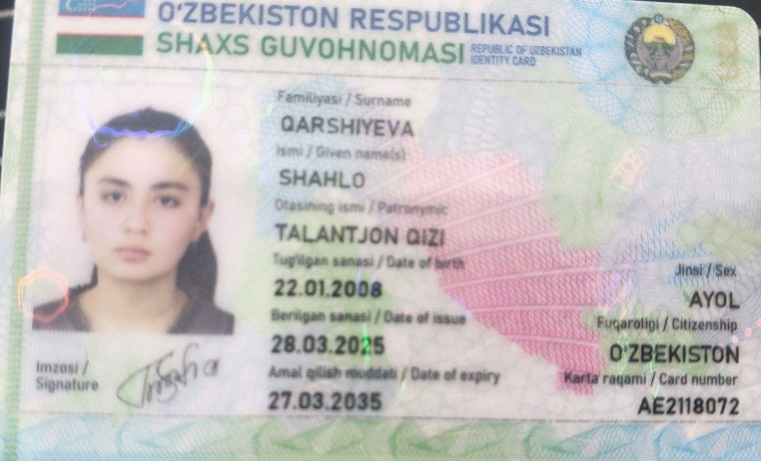 O‘ZBEKISTON RESPUBLIKASI
SHAXS GUVOHNOMASI REPUBLIC OF UZBEKISTAN
IDENTITY CARD
Familiyasi / Surname
QARSHIYEVA
Ismi / Given name(s)
SHAHLO
Otasining ismi / Patronymic
TALANTJON QIZI
Tug‘ilgan sanasi / Date of birth
22.01.2008
Jinsi / Sex
AYOL
Berilgan sanasi / Date of issue
28.03.2025
Fuqaroligi / Citizenship
O‘ZBEKISTON
Amal qilish muddati / Date of expiry
27.03.2035
Karta raqami / Card number
AE2118072
Imzosi /
Signature